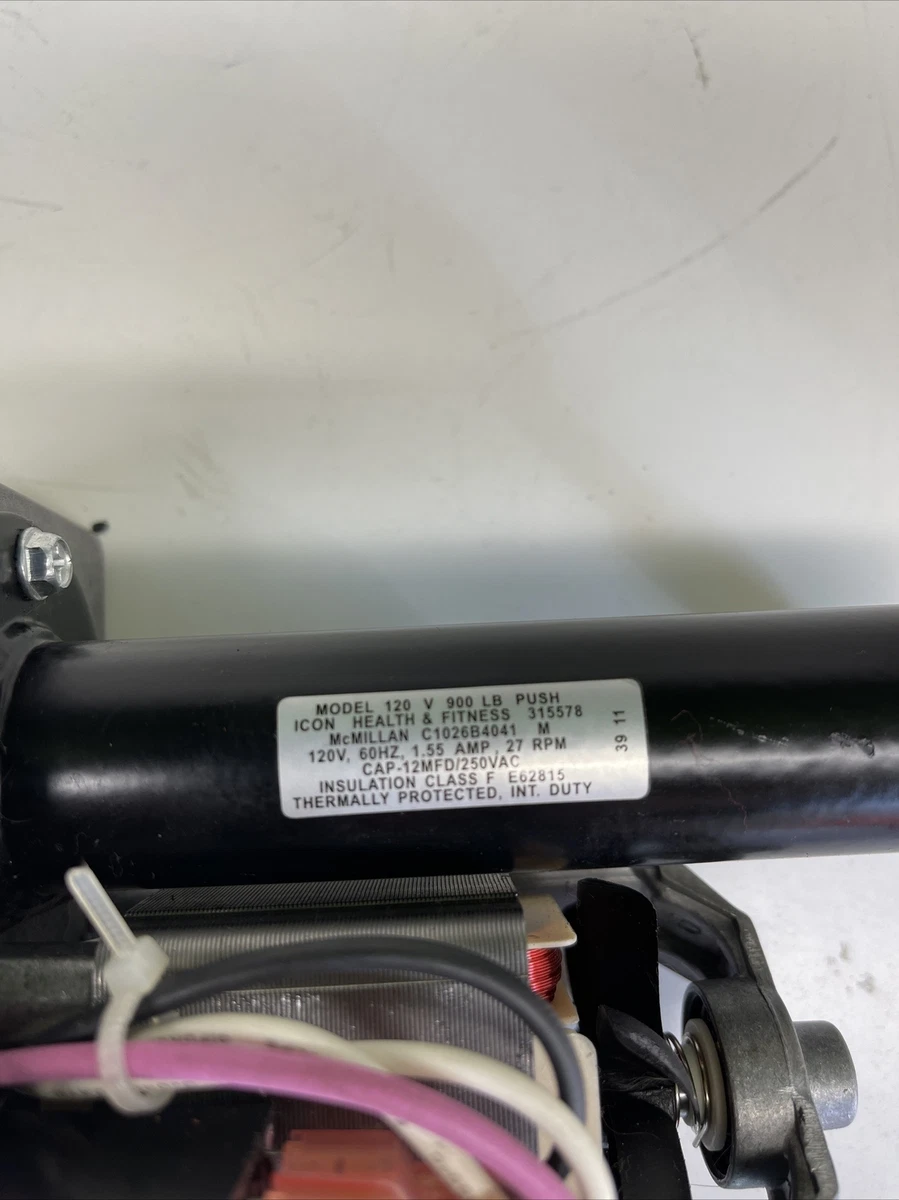 MODEL 120 V 900 LB PUSH
ICON HEALTH & FITNESS 315578
McMILLAN C1026B4041 M
120V, 60HZ, 1.55 AMP, 27 RPM
CAP-12MFD/250VAC
INSULATION CLASS F E62815
THERMALLY PROTECTED, INT. DUTY
39 11